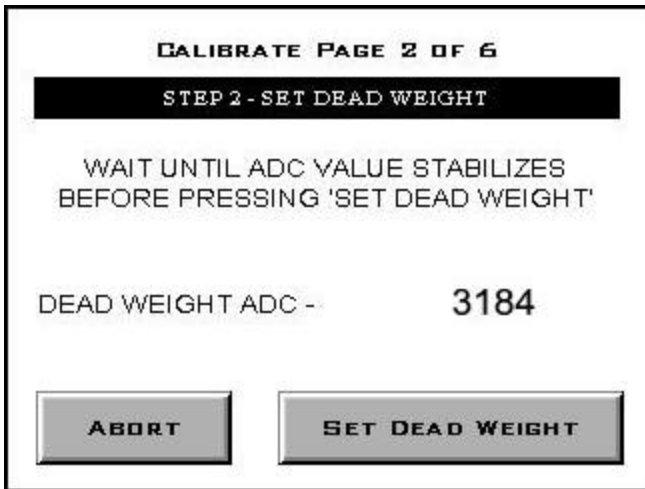 CALIBRATE PAGE 2 OF 6
STEP 2 - SET DEAD WEIGHT
WAIT UNTIL ADC VALUE STABILIZES
BEFORE PRESSING 'SET DEAD WEIGHT'
DEAD WEIGHT ADC - 3184
ABORT SET DEAD WEIGHT